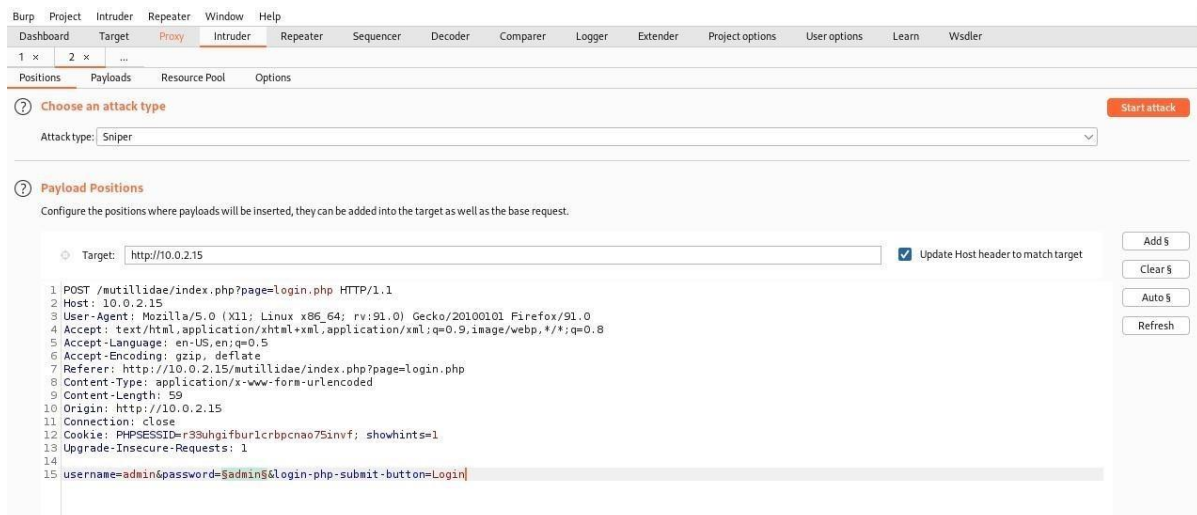 Burp Project Intruder Repeater Window Help
Dashboard Target Proxy Intruder Repeater Sequencer Decoder Comparer Logger Extender Project options User options Learn Wsdler
1 × 2 × ...
Positions Payloads Resource Pool Options
? Choose an attack type
Start attack
Attack type: Sniper
? Payload Positions
Configure the positions where payloads will be inserted, they can be added into the target as well as the base request.
Target: http://10.0.2.15 Update Host header to match target
Add §
Clear §
Auto §
Refresh
1 POST /mutillidae/index.php?page=login.php HTTP/1.1
2 Host: 10.0.2.15
3 User-Agent: Mozilla/5.0 (X11; Linux x86_64; rv:91.0) Gecko/20100101 Firefox/91.0
4 Accept: text/html,application/xhtml+xml,application/xml;q=0.9,image/webp,*/*;q=0.8
5 Accept-Language: en-US,en;q=0.5
6 Accept-Encoding: gzip, deflate
7 Referer: http://10.0.2.15/mutillidae/index.php?page=login.php
8 Content-Type: application/x-www-form-urlencoded
9 Content-Length: 59
10 Origin: http://10.0.2.15
11 Connection: close
12 Cookie: PHPSESSID=r33uhgifbur1crbpcnao75invf; showhints=1
13 Upgrade-Insecure-Requests: 1
14
15 username=admin&password=§admin§&login-php-submit-button=Login